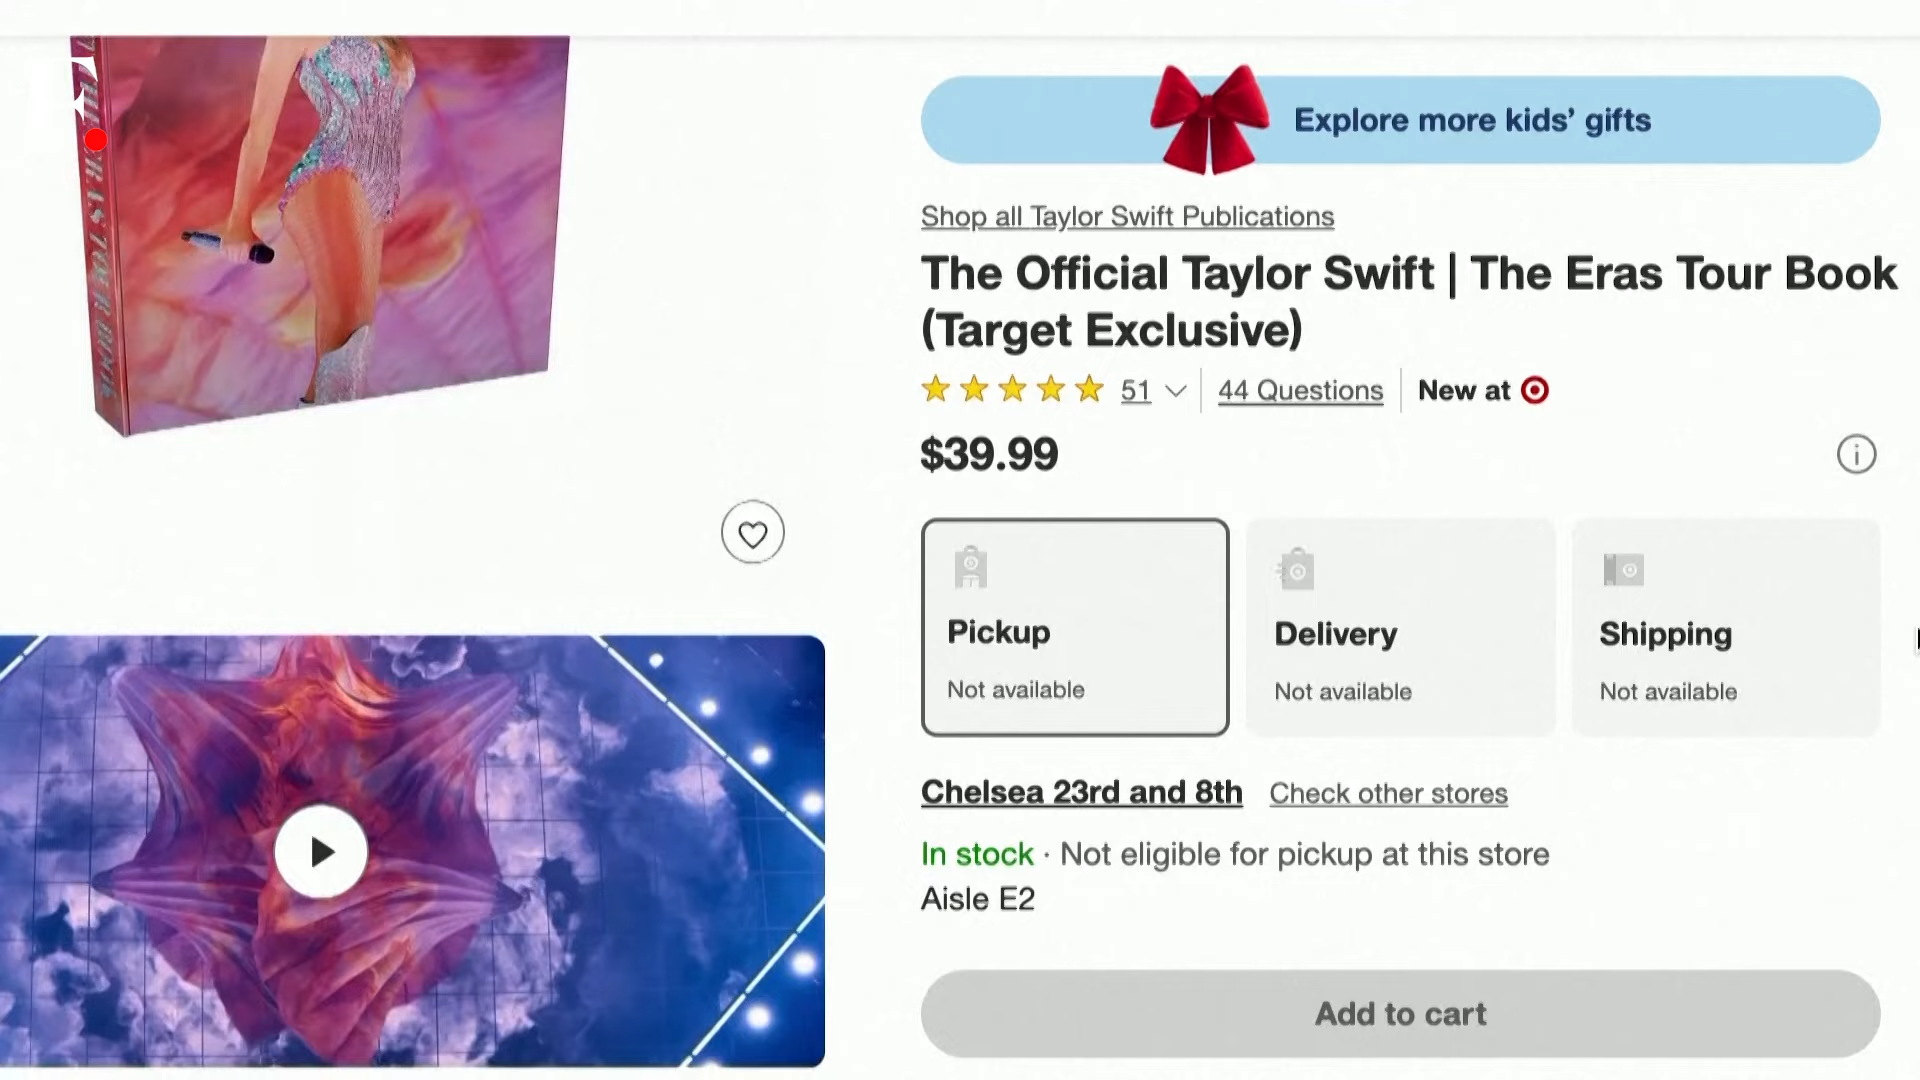 Explore more kids’ gifts
Shop all Taylor Swift Publications
The Official Taylor Swift | The Eras Tour Book
(Target Exclusive)
51
44 Questions
New at
$39.99
Pickup
Not available
Delivery
Not available
Shipping
Not available
Chelsea 23rd and 8th
Check other stores
In stock · Not eligible for pickup at this store
Aisle E2
Add to cart